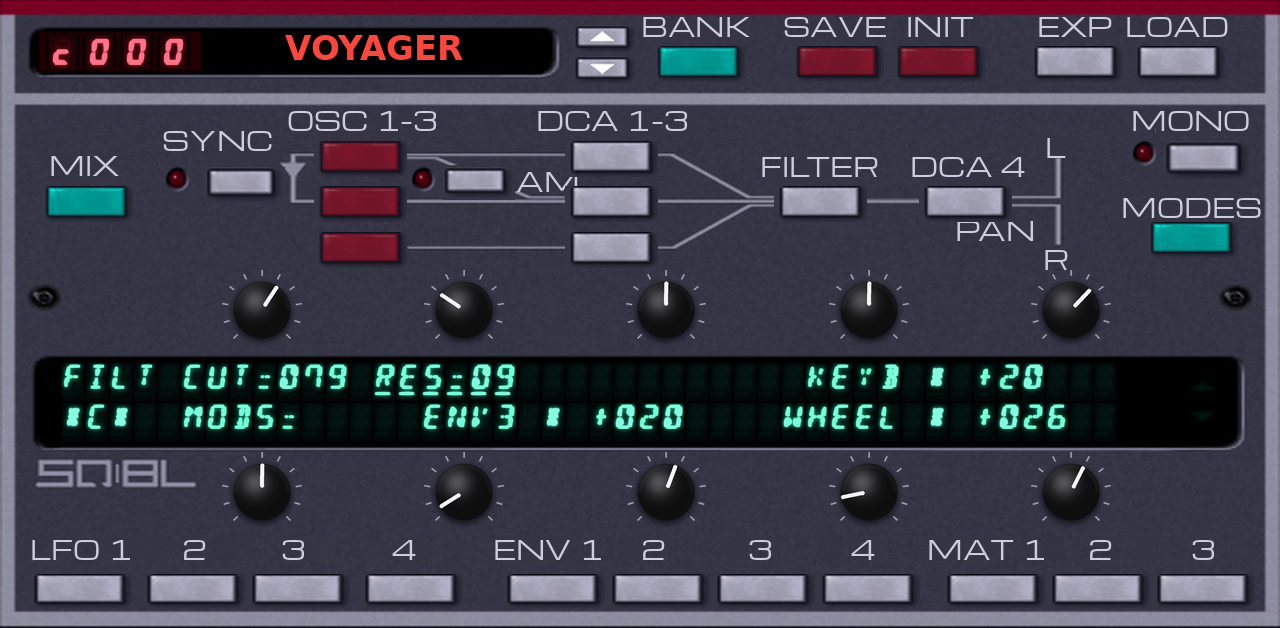 c000 VOYAGER
BANK SAVE INIT EXP LOAD
OSC 1-3 DCA 1-3 MONO
SYNC
MIX FILTER DCA 4 L
AM
MODES
PAN
R
FILT CUT=079 RES=09 KEYB * +20
*C* MODS= ENV3 * +020 WHEEL * +026
SQ8L
LFO 1 2 3 4 ENV 1 2 3 4 MAT 1 2 3